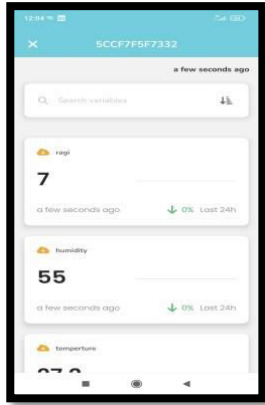 12:04
5CCF7F5F7332
a few seconds ago
Search variables
ragi
7
a few seconds ago 0% Last 24h
humidity
55
a few seconds ago 0% Last 24h
temperture